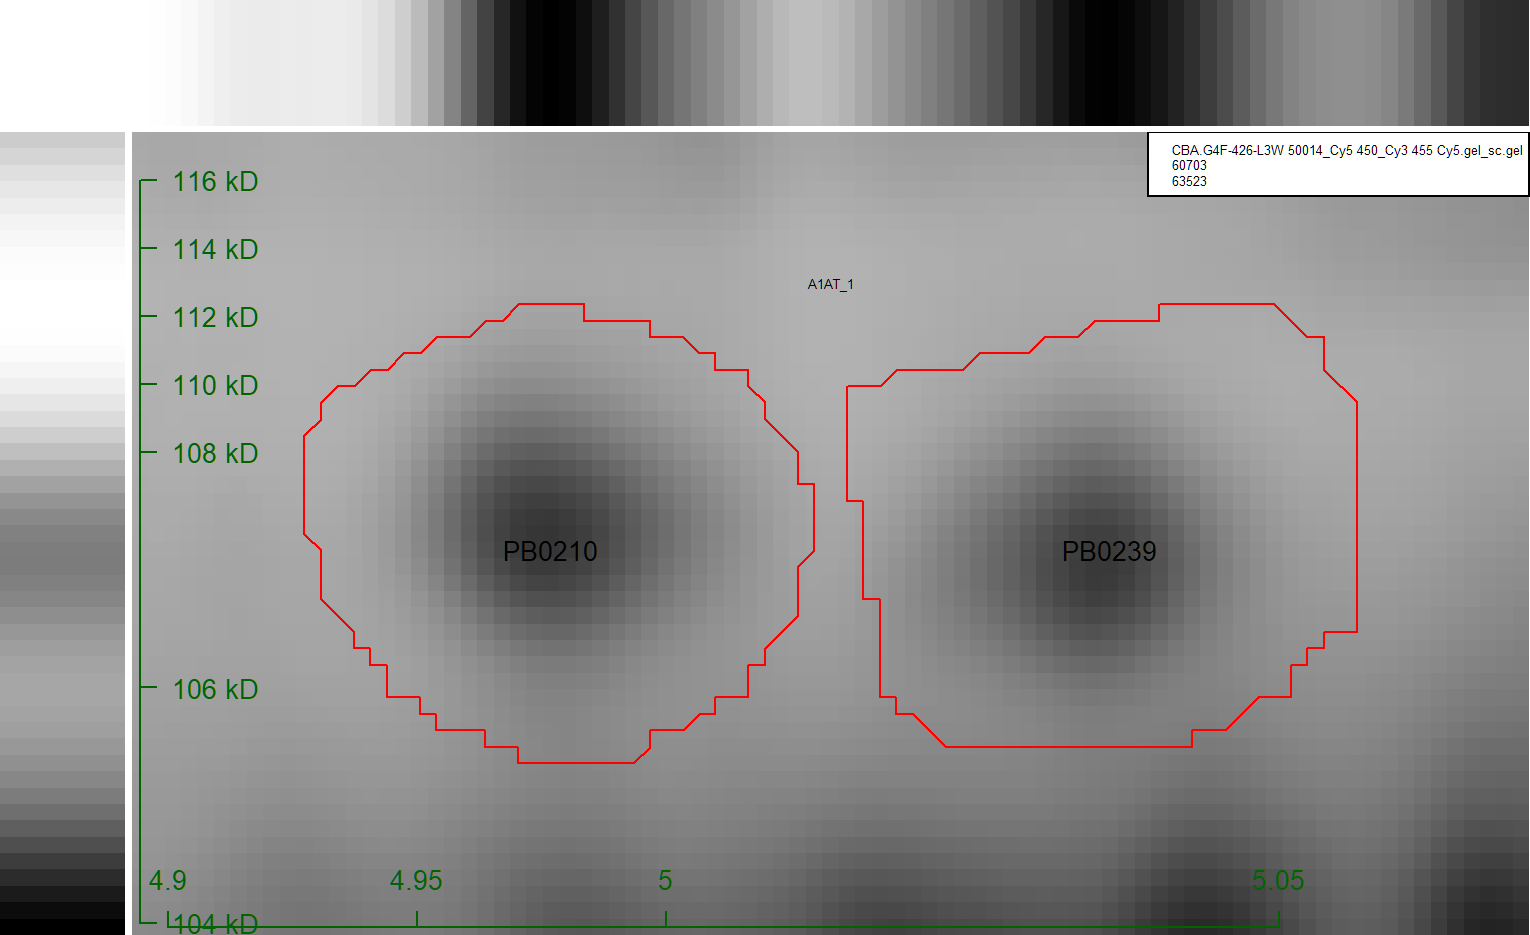 CBA.G4F-426-L3W 50014_Cy5 450_Cy3 455 Cy5.gel_sc.gel
60703
63523
116 kD
114 kD
A1AT_1
112 kD
110 kD
108 kD
PB0210
PB0239
106 kD
4.9
4.95
5
5.05
104 kD